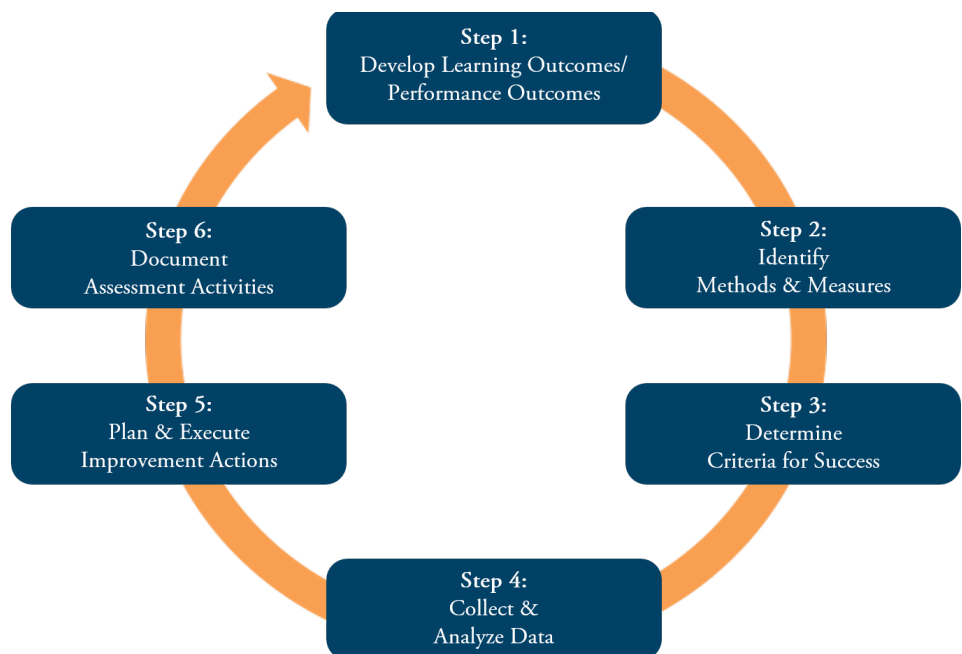 Step 1:
Develop Learning Outcomes/
Performance Outcomes
Step 2:
Identify
Methods & Measures
Step 3:
Determine
Criteria for Success
Step 4:
Collect &
Analyze Data
Step 5:
Plan & Execute
Improvement Actions
Step 6:
Document
Assessment Activities